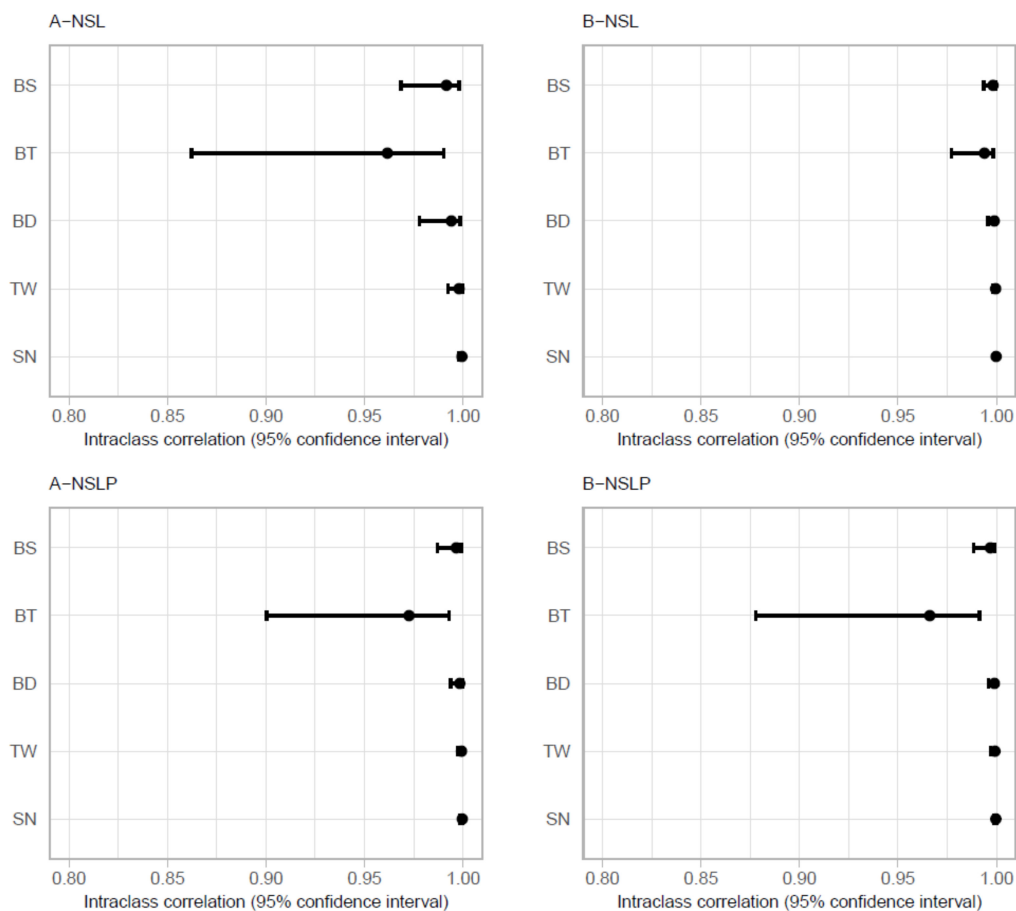 A−NSL
BS
BT
BD
TW
SN
0.80 0.85 0.90 0.95 1.00
Intraclass correlation (95% confidence interval)
B−NSL
BS
BT
BD
TW
SN
0.80 0.85 0.90 0.95 1.00
Intraclass correlation (95% confidence interval)
A−NSLP
BS
BT
BD
TW
SN
0.80 0.85 0.90 0.95 1.00
Intraclass correlation (95% confidence interval)
B−NSLP
BS
BT
BD
TW
SN
0.80 0.85 0.90 0.95 1.00
Intraclass correlation (95% confidence interval)